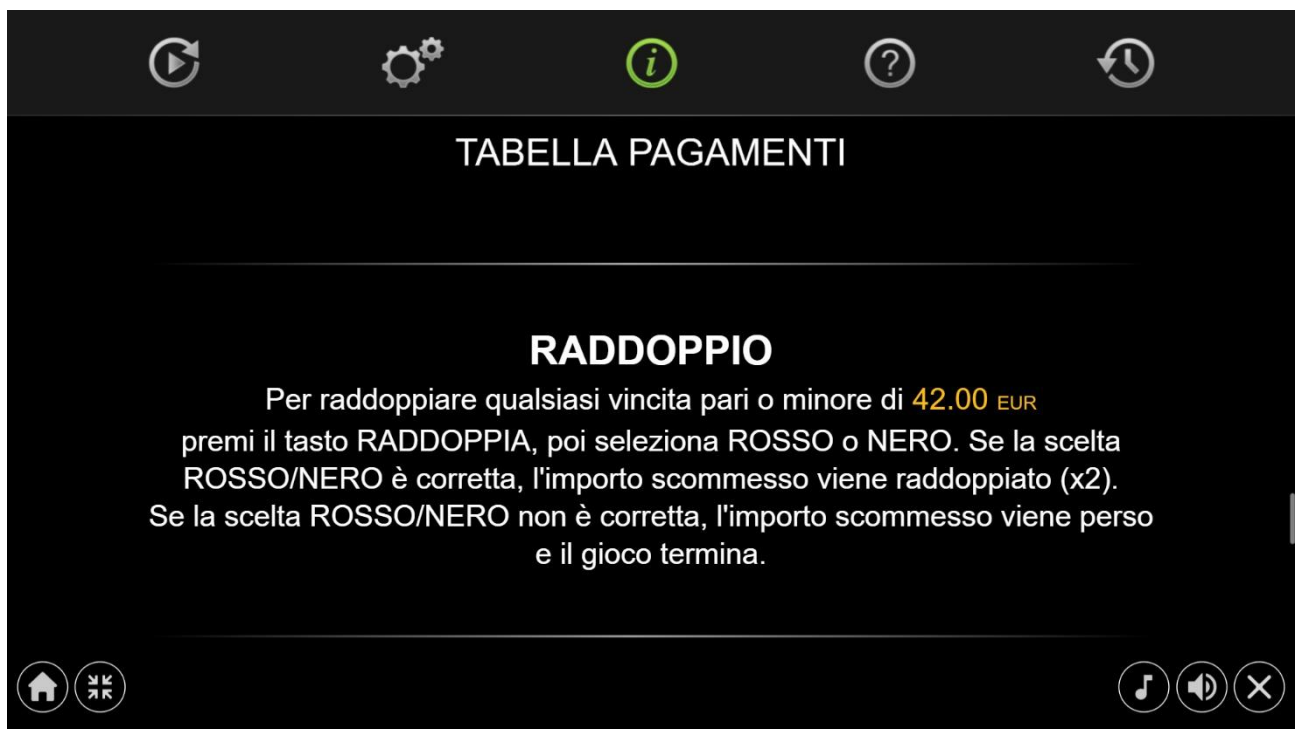 TABELLA PAGAMENTI
RADDOPPIO
Per raddoppiare qualsiasi vincita pari o minore di 42.00 EUR
premi il tasto RADDOPPIA, poi seleziona ROSSO o NERO. Se la scelta
ROSSO/NERO è corretta, l'importo scommesso viene raddoppiato (x2).
Se la scelta ROSSO/NERO non è corretta, l'importo scommesso viene perso
e il gioco termina.